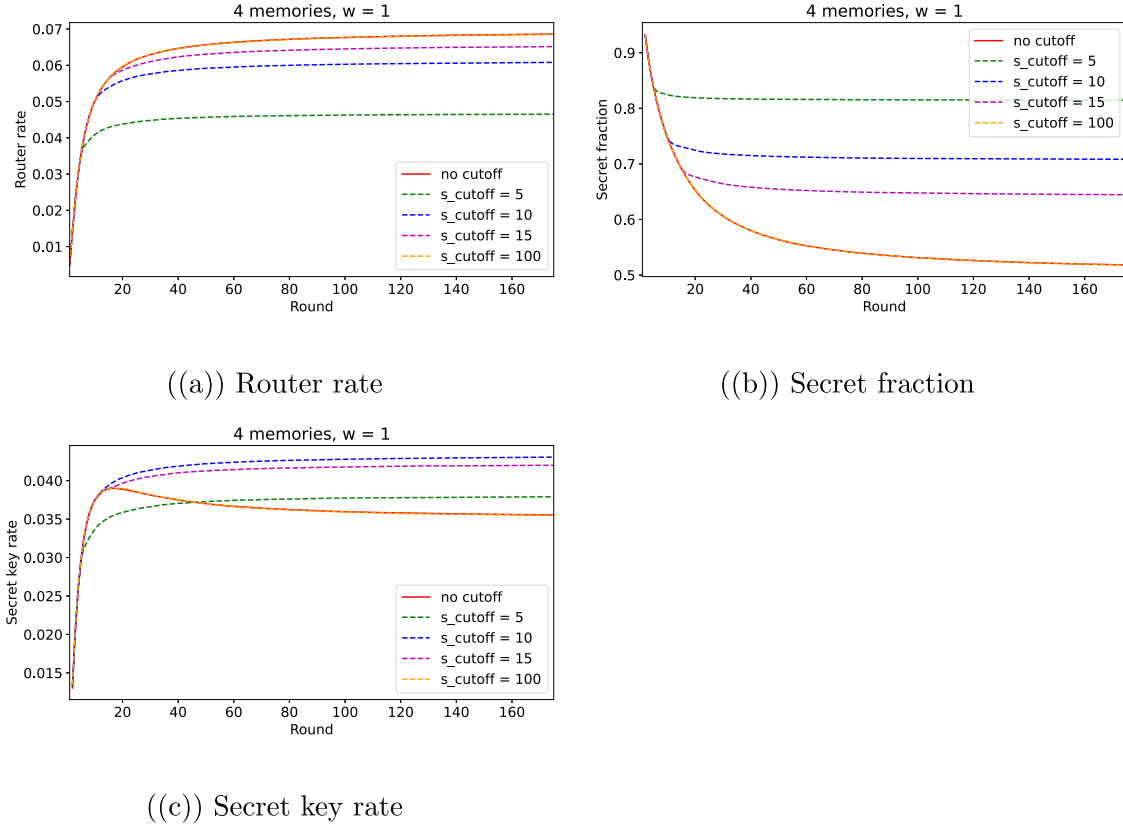 4 memories, w = 1
Router rate
0.07
0.06
0.05
0.04
0.03
0.02
0.01
no cutoff
s_cutoff = 5
s_cutoff = 10
s_cutoff = 15
s_cutoff = 100
20 40 60 80 100 120 140 160
Round
((a)) Router rate
4 memories, w = 1
Secret fraction
0.9
0.8
0.7
0.6
0.5
no cutoff
s_cutoff = 5
s_cutoff = 10
s_cutoff = 15
s_cutoff = 100
20 40 60 80 100 120 140 160
Round
((b)) Secret fraction
4 memories, w = 1
Secret key rate
0.040
0.035
0.030
0.025
0.020
0.015
no cutoff
s_cutoff = 5
s_cutoff = 10
s_cutoff = 15
s_cutoff = 100
20 40 60 80 100 120 140 160
Round
((c)) Secret key rate